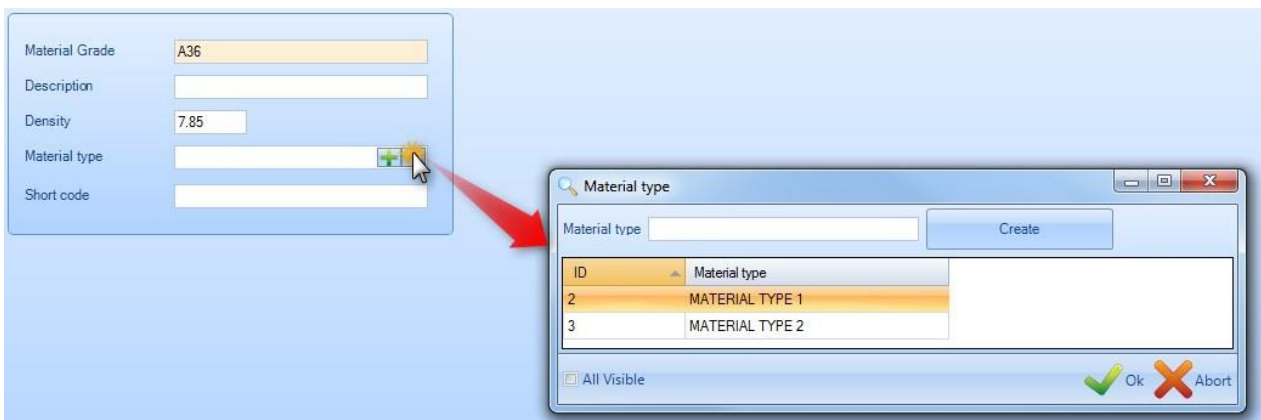 Material Grade A36
Description
Density 7.85
Material type
Short code
Material type
Material type Create
ID Material type
2 MATERIAL TYPE 1
3 MATERIAL TYPE 2
All Visible Ok Abort